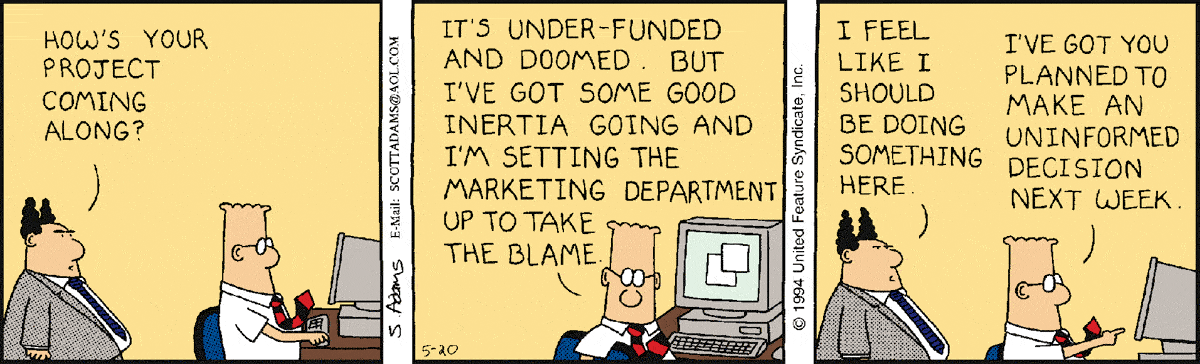 HOW'S YOUR
PROJECT
COMING
ALONG?
S Adams E-Mail: SCOTTADAMS@AOL.COM
IT'S UNDER-FUNDED
AND DOOMED. BUT
I'VE GOT SOME GOOD
INERTIA GOING AND
I'M SETTING THE
MARKETING DEPARTMENT
UP TO TAKE
THE BLAME.
5-20
© 1994 United Feature Syndicate, Inc.
I FEEL
LIKE I
SHOULD
BE DOING
SOMETHING
HERE.
I'VE GOT YOU
PLANNED TO
MAKE AN
UNINFORMED
DECISION
NEXT WEEK.